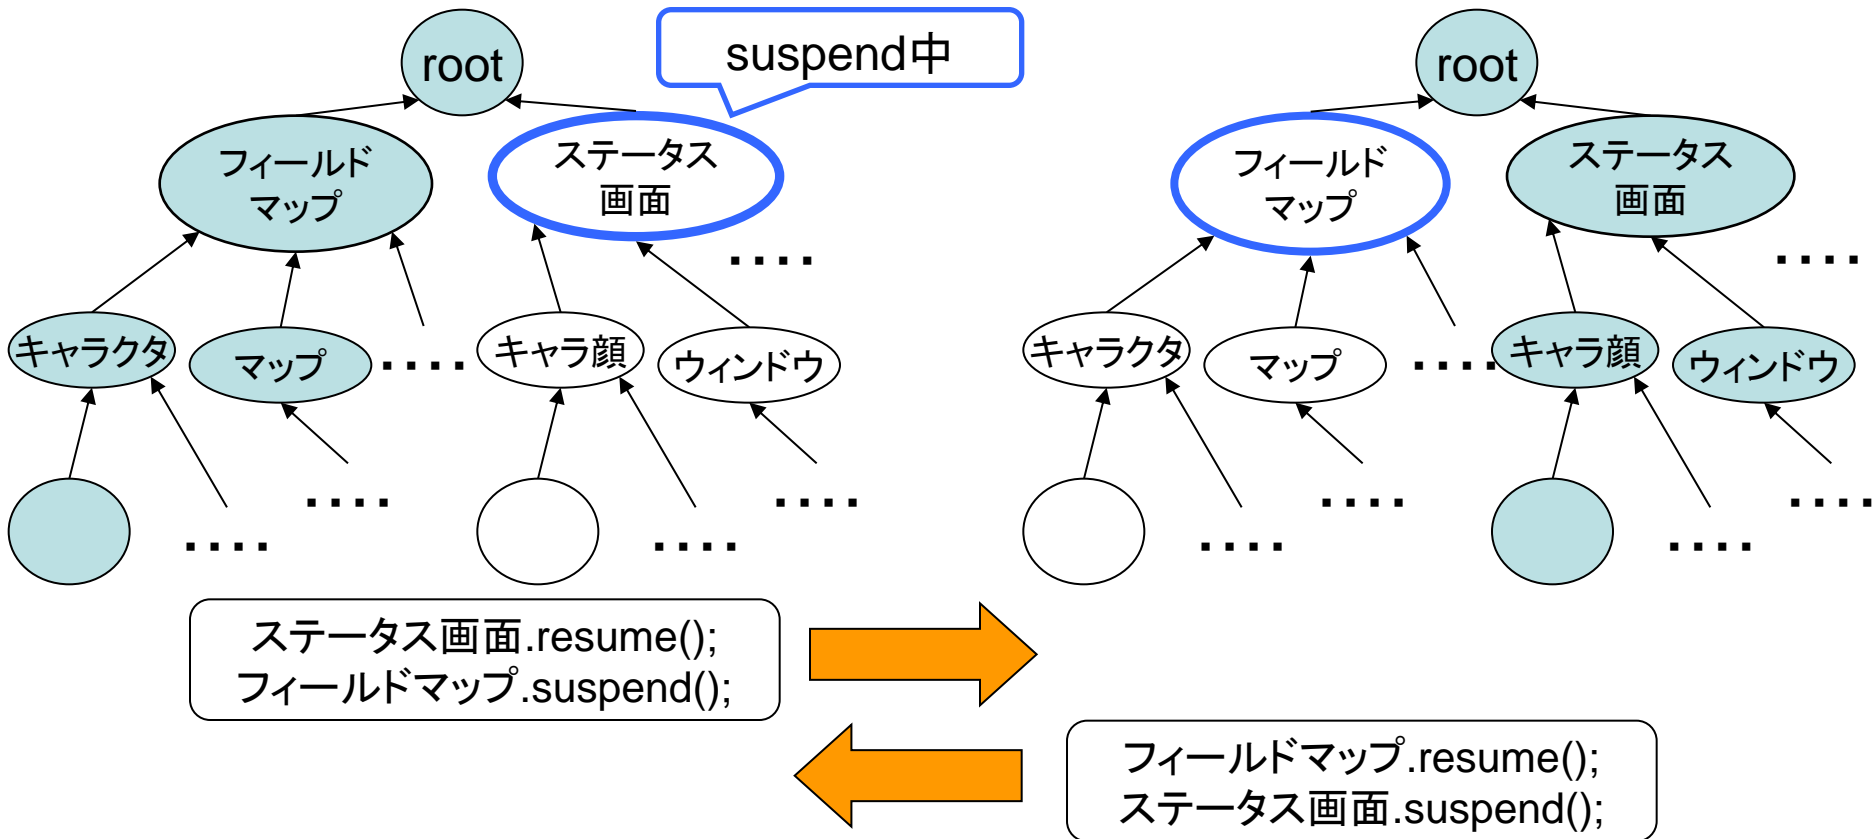 root
suspend中
フィールド
マップ
ステータス
画面
....
キャラクタ
マップ
....
キャラ顔
ウィンドウ
....
....
....
....
root
フィールド
マップ
ステータス
画面
....
キャラクタ
マップ
....
キャラ顔
ウィンドウ
....
....
....
....
ステータス画面.resume();
フィールドマップ.suspend();
フィールドマップ.resume();
ステータス画面.suspend();